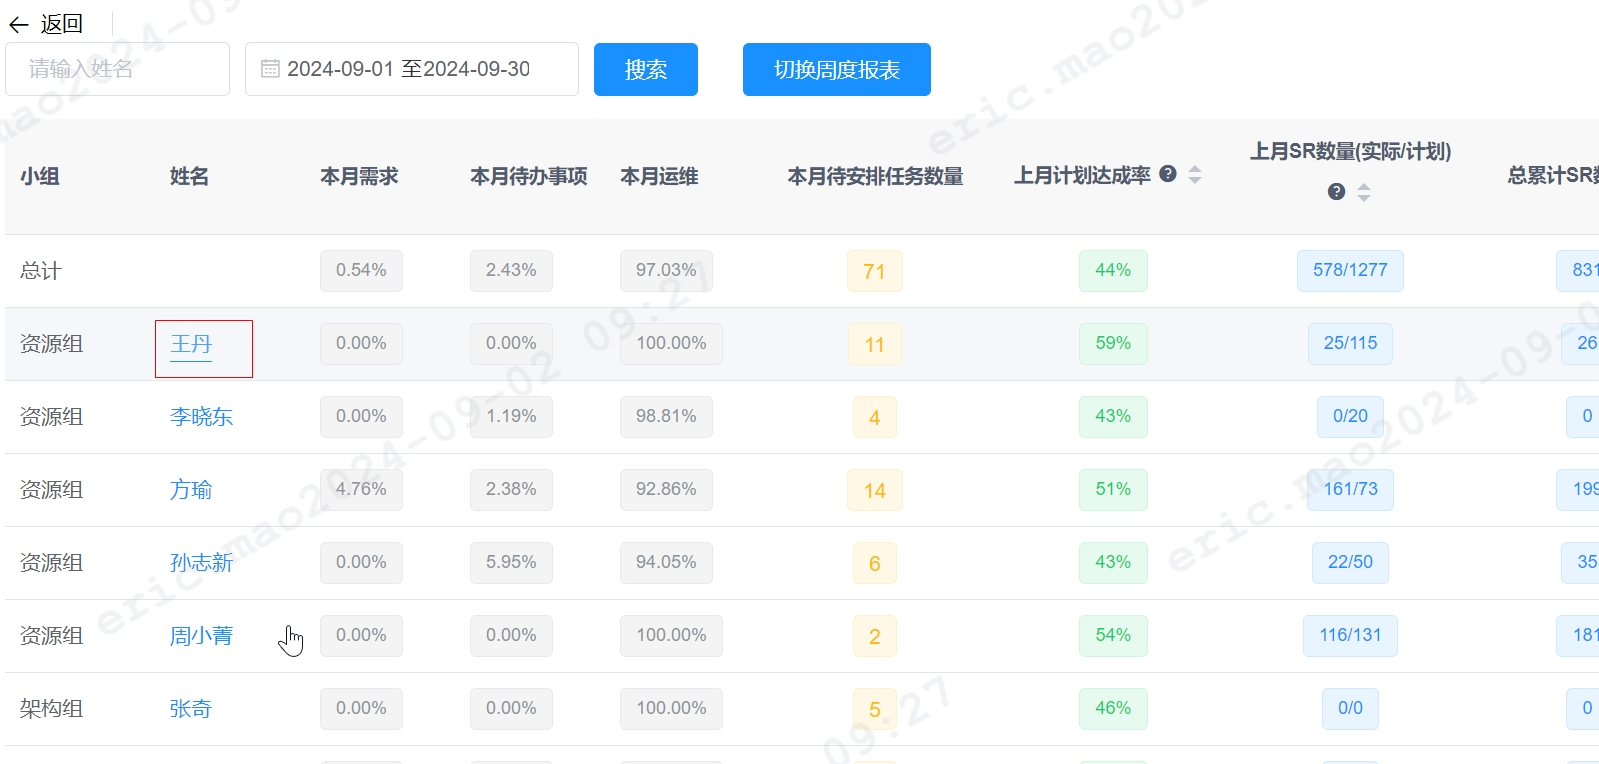 返回
请输入姓名 2024-09-01 至2024-09-30 搜索 切换周度报表
小组 姓名 本月需求 本月待办事项 本月运维 本月待安排任务数量 上月计划达成率 上月SR数量(实际/计划) 总累计SR
总计 0.54% 2.43% 97.03% 71 44% 578/1277 831
资源组 王丹 0.00% 0.00% 100.00% 11 59% 25/115 26
资源组 李晓东 0.00% 1.19% 98.81% 4 43% 0/20 0
资源组 方瑜 4.76% 2.38% 92.86% 14 51% 161/73 199
资源组 孙志新 0.00% 5.95% 94.05% 6 43% 22/50 35
资源组 周小菁 0.00% 0.00% 100.00% 2 54% 116/131 181
架构组 张奇 0.00% 0.00% 100.00% 5 46% 0/0 0
eric.mao2024-09-02 09:27